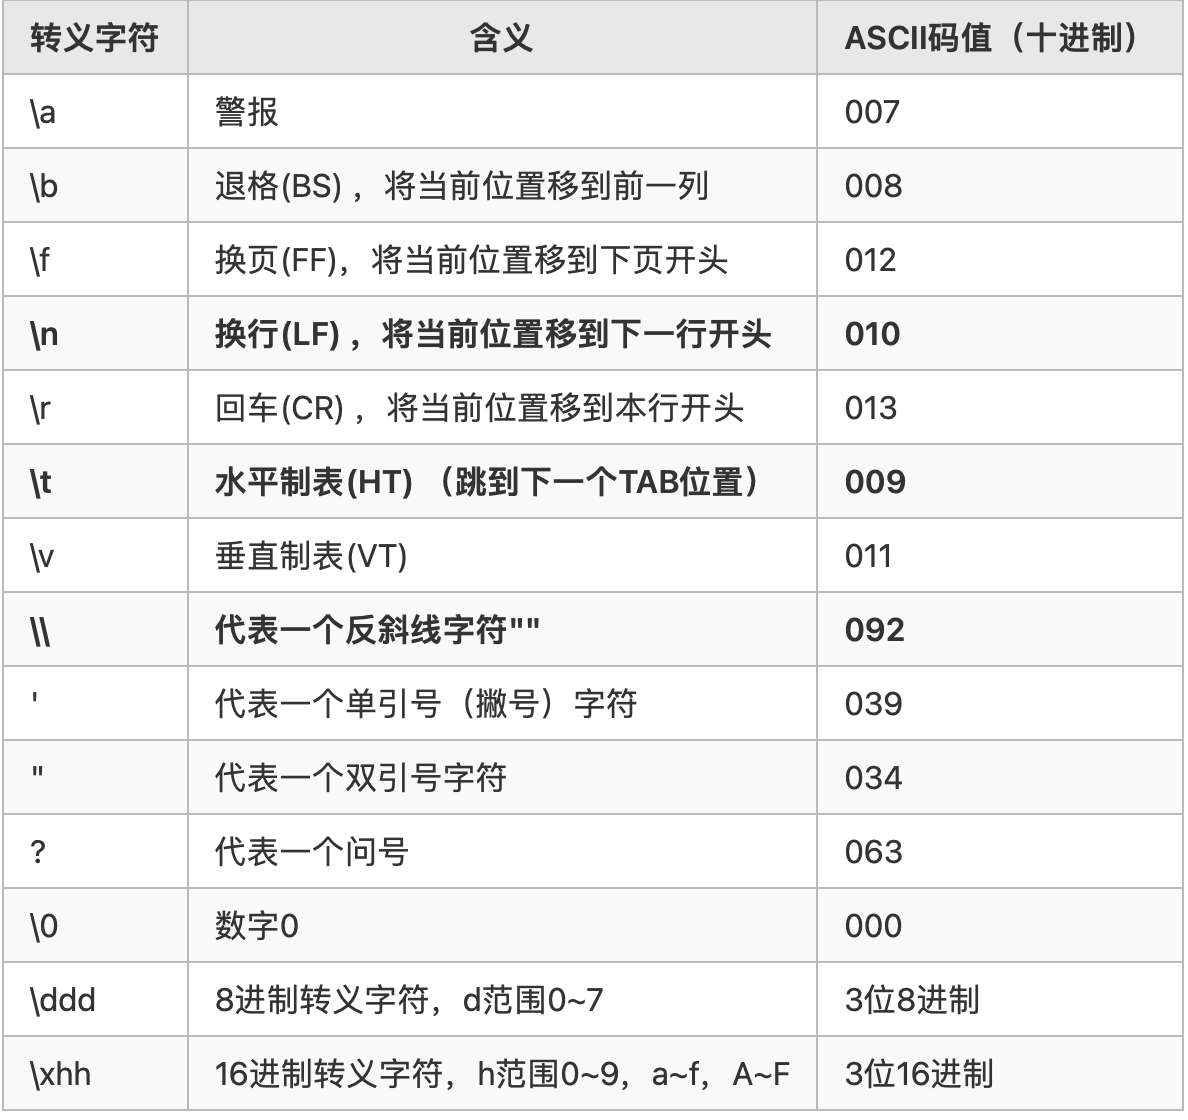 转义字符 含义 ASCII码值（十进制）
\a 警报 007
\b 退格(BS) ，将当前位置移到前一列 008
\f 换页(FF)，将当前位置移到下页开头 012
\n 换行(LF) ，将当前位置移到下一行开头 010
\r 回车(CR) ，将当前位置移到本行开头 013
\t 水平制表(HT) （跳到下一个TAB位置） 009
\v 垂直制表(VT) 011
\\ 代表一个反斜线字符"" 092
' 代表一个单引号（撇号）字符 039
" 代表一个双引号字符 034
? 代表一个问号 063
\0 数字0 000
\ddd 8进制转义字符，d范围0~7 3位8进制
\xhh 16进制转义字符，h范围0~9，a~f，A~F 3位16进制